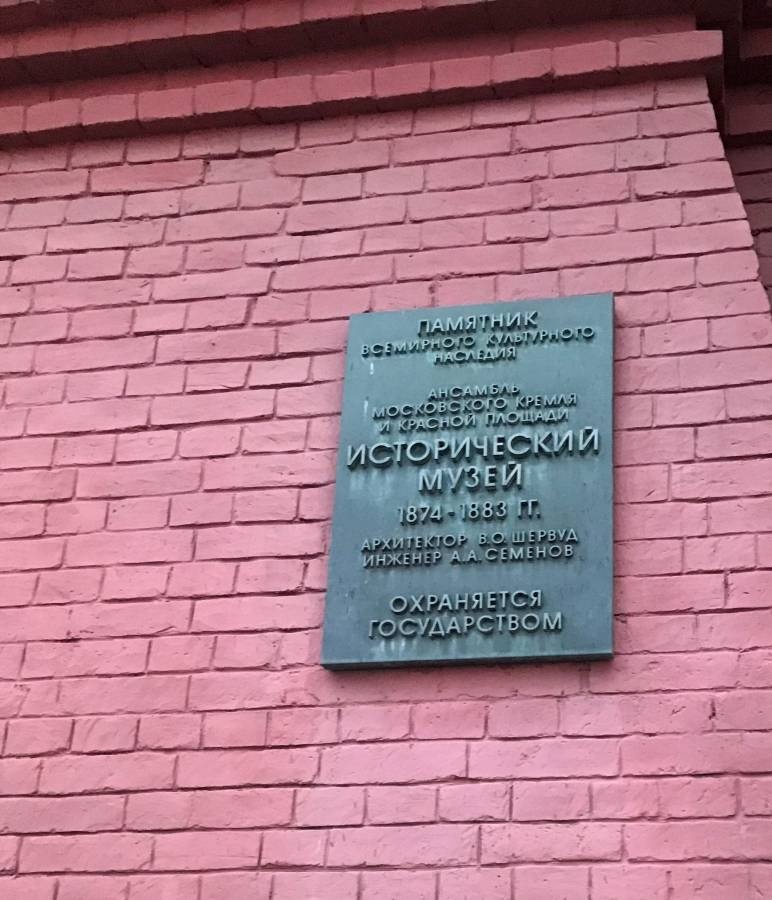 ПАМЯТНИК
ВСЕМИРНОГО КУЛЬТУРНОГО
НАСЛЕДИЯ
АНСАМБЛЬ
МОСКОВСКОГО КРЕМЛЯ
И КРАСНОЙ ПЛОЩАДИ
ИСТОРИЧЕСКИЙ
МУЗЕЙ
1874 - 1883 ГГ.
АРХИТЕКТОР В.О. ШЕРВУД
ИНЖЕНЕР А.А. СЕМЕНОВ
ОХРАНЯЕТСЯ
ГОСУДАРСТВОМ